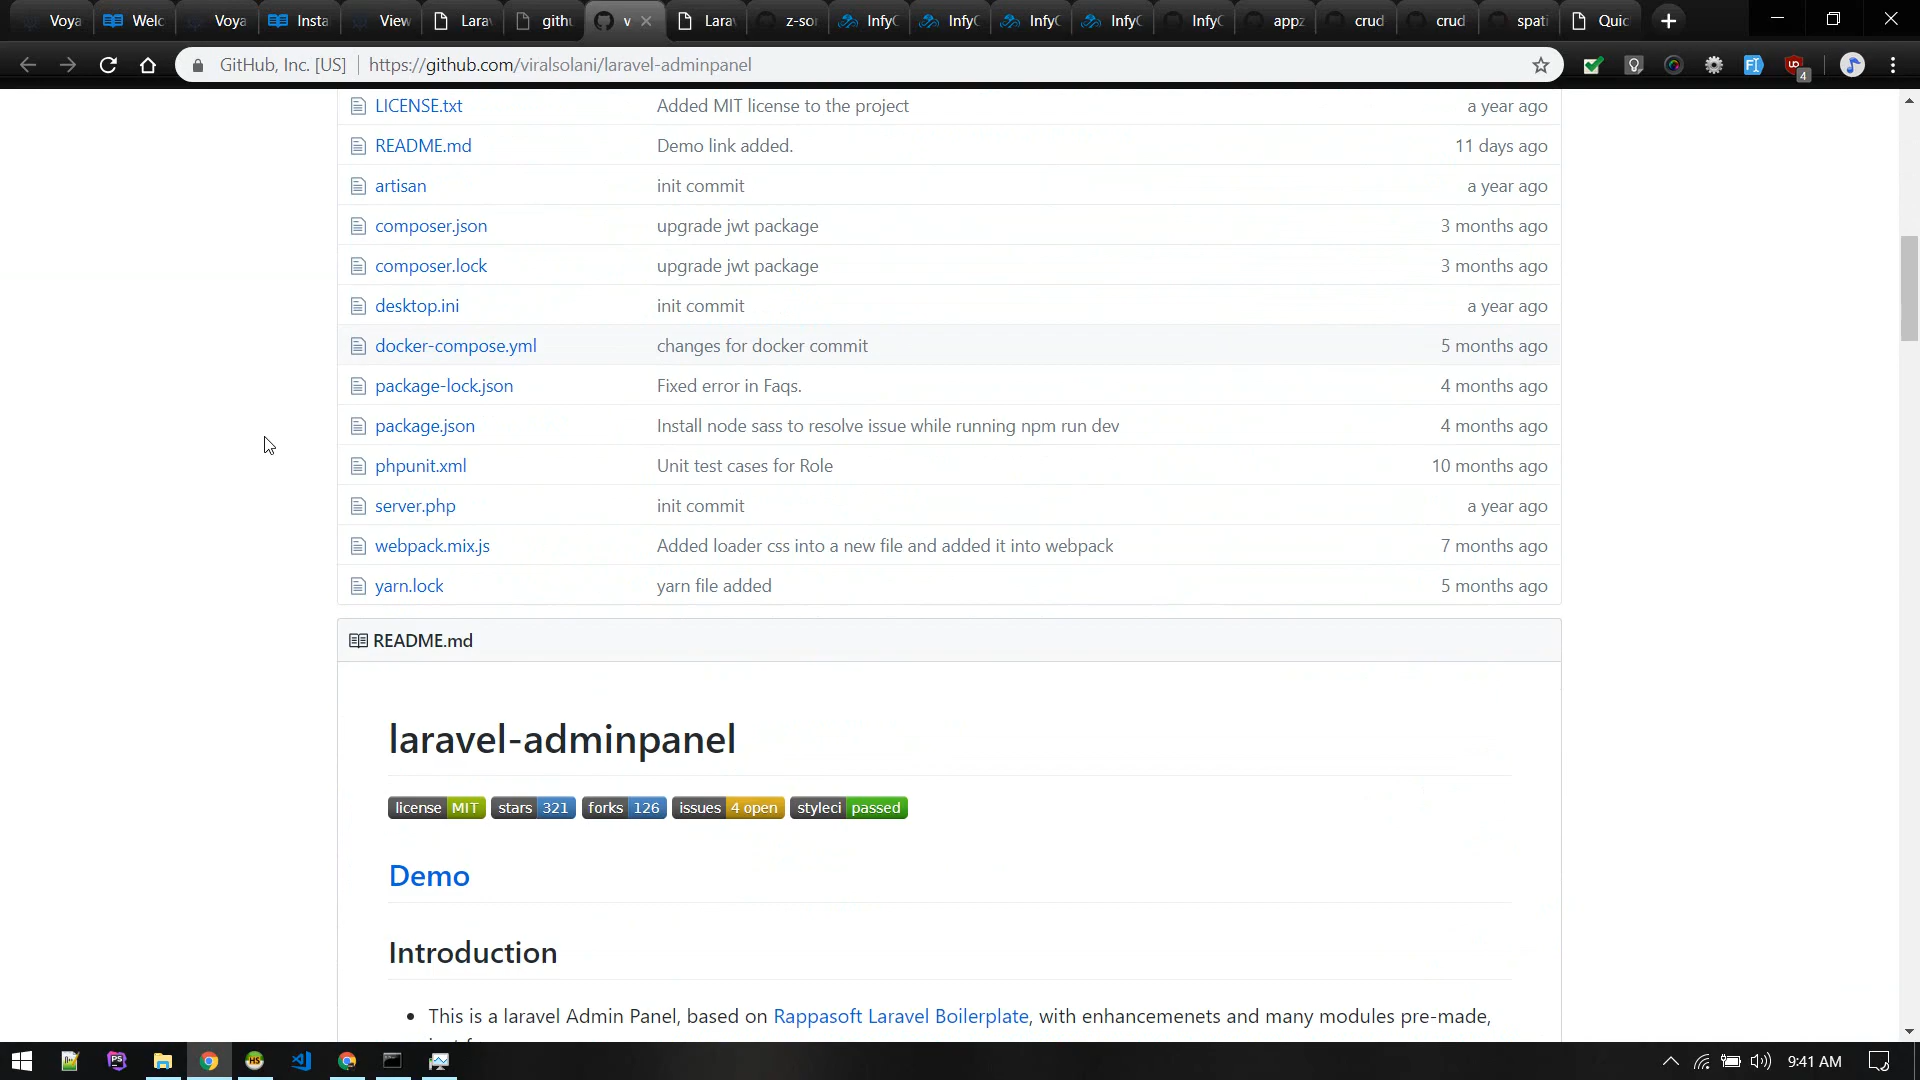 Voya
Welc
Voya
Insta
View
Lara
gith
v
Lara
z-so
InfyC
InfyC
InfyC
InfyC
InfyC
appz
crud
crud
spati
Quic
GitHub, Inc. [US] https://github.com/viralsolani/laravel-adminpanel
4
LICENSE.txt Added MIT license to the project a year ago
README.md Demo link added. 11 days ago
artisan init commit a year ago
composer.json upgrade jwt package 3 months ago
composer.lock upgrade jwt package 3 months ago
desktop.ini init commit a year ago
docker-compose.yml changes for docker commit 5 months ago
package-lock.json Fixed error in Faqs. 4 months ago
package.json Install node sass to resolve issue while running npm run dev 4 months ago
phpunit.xml Unit test cases for Role 10 months ago
server.php init commit a year ago
webpack.mix.js Added loader css into a new file and added it into webpack 7 months ago
yarn.lock yarn file added 5 months ago
README.md
laravel-adminpanel
license MIT stars 321 forks 126 issues 4 open styleci passed
Demo
Introduction
This is a laravel Admin Panel, based on Rappasoft Laravel Boilerplate, with enhancemenets and many modules pre-made,
9:41 AM